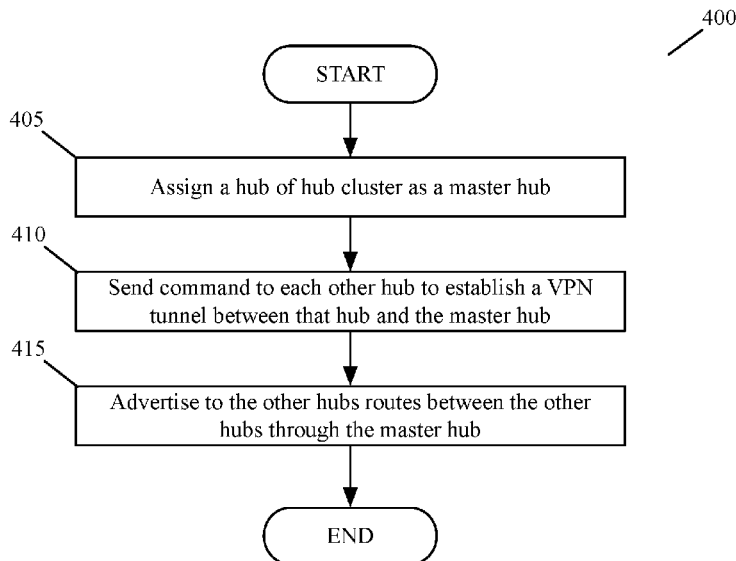 400
START
405
Assign a hub of hub cluster as a master hub
410
Send command to each other hub to establish a VPN
tunnel between that hub and the master hub
415
Advertise to the other hubs routes between the other
hubs through the master hub
END